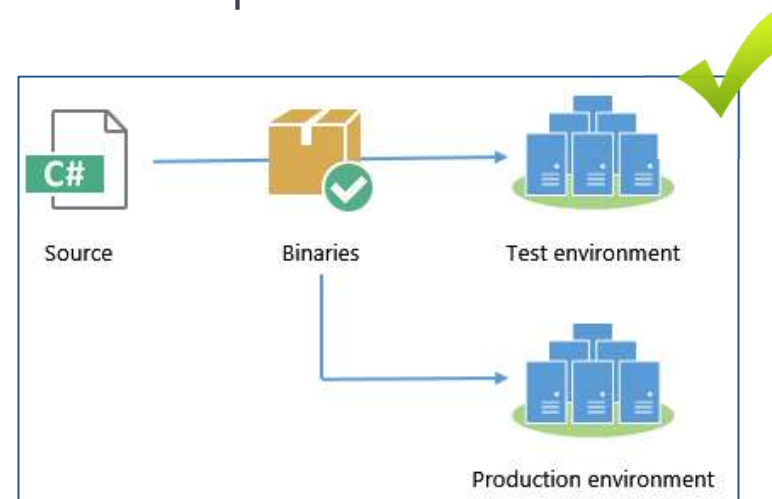 C#
Source
Binaries
Test environment
Production environment